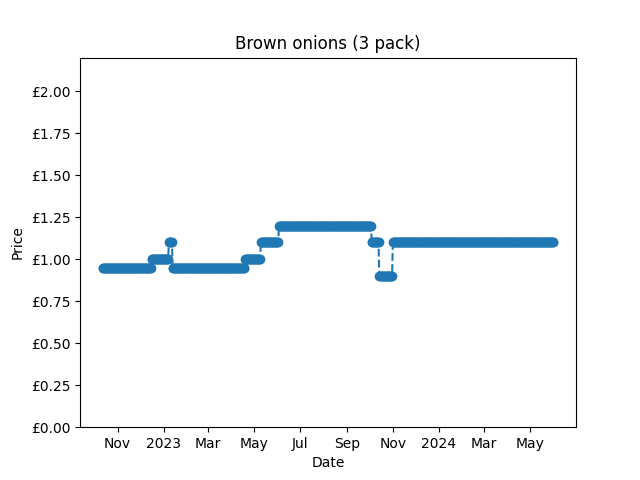 Brown onions (3 pack)
£2.00
£1.75
£1.50
£1.25
£1.00
£0.75
£0.50
£0.25
£0.00
Price
Nov 2023 Mar May Jul Sep Nov 2024 Mar May
Date